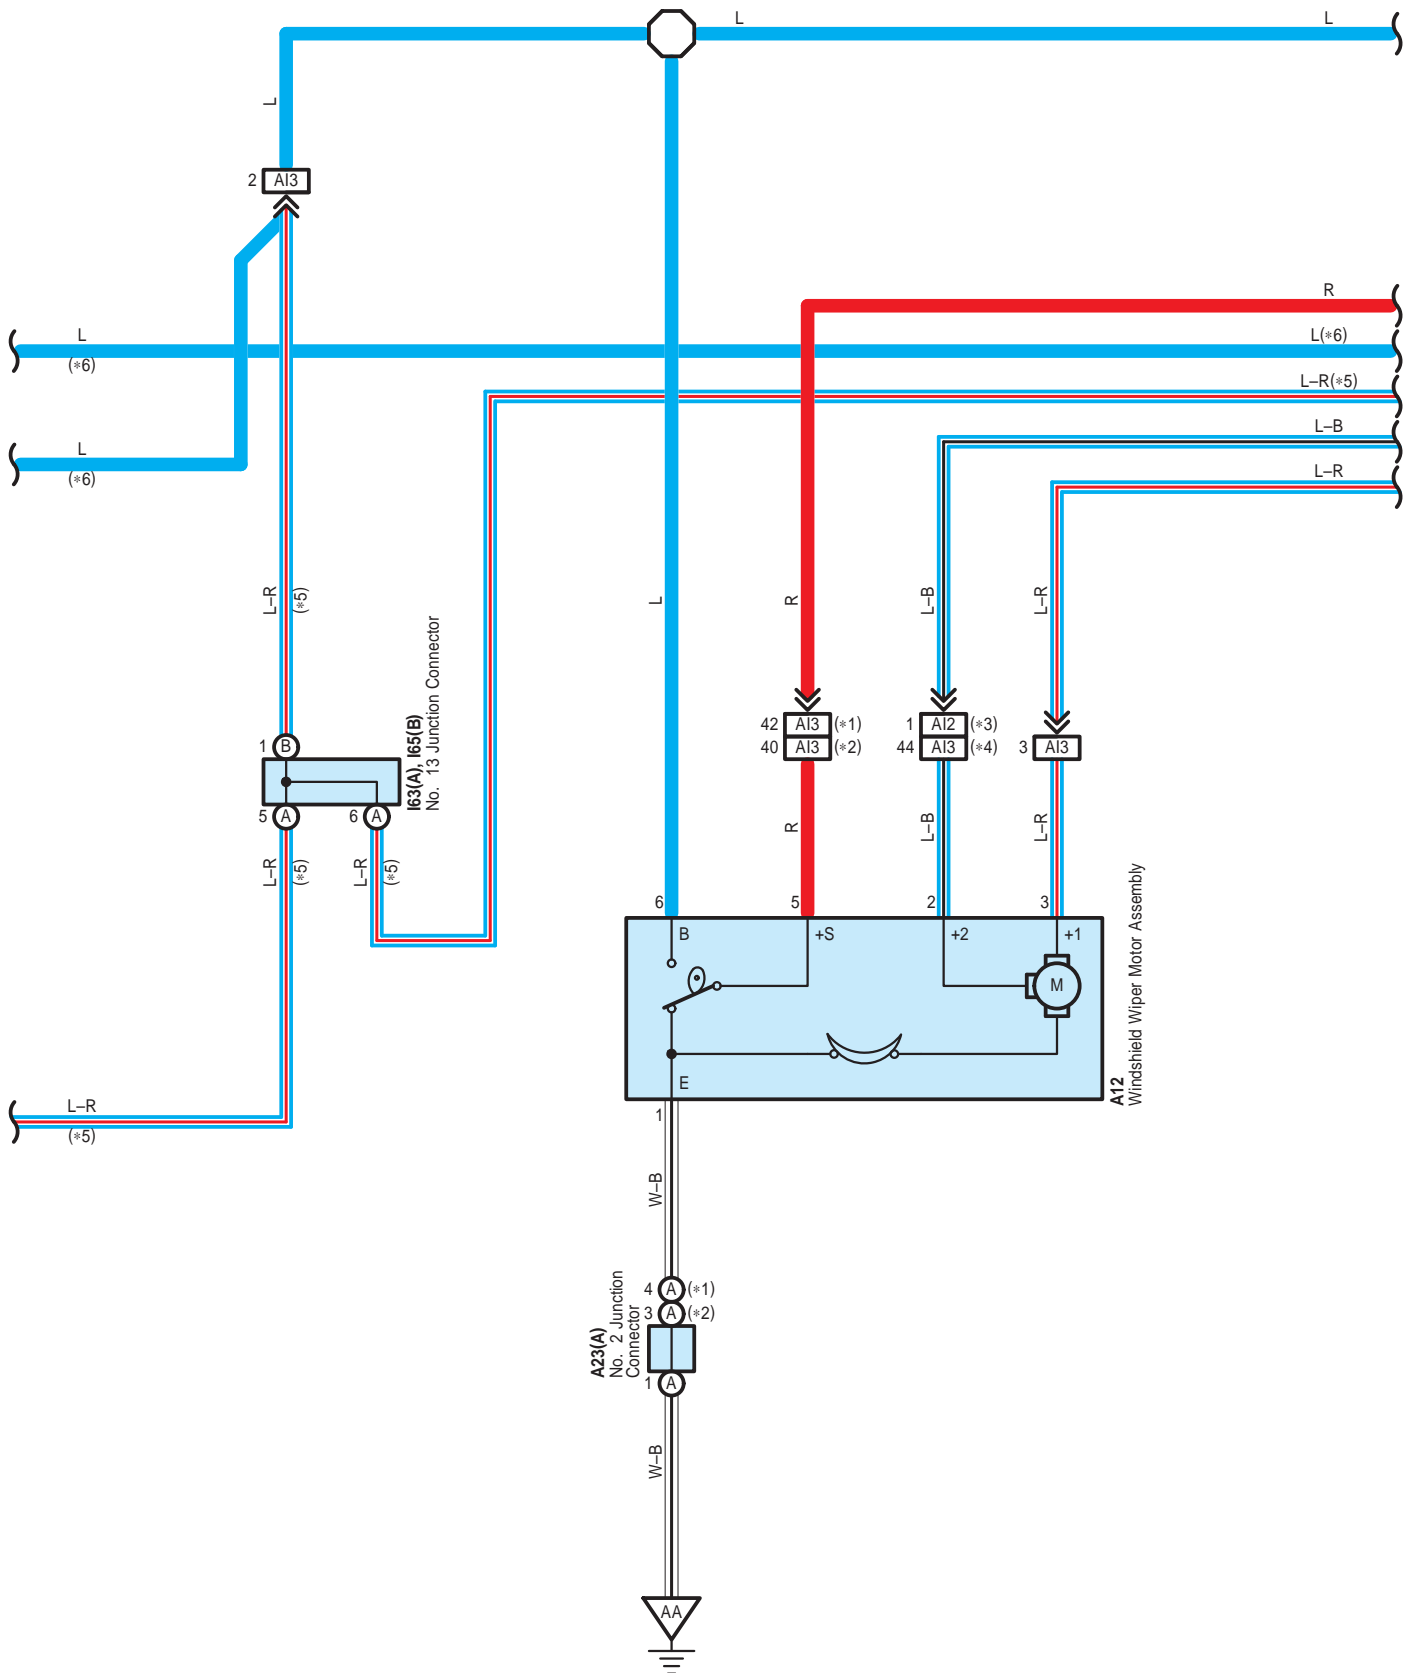 L
L
L
2 AI3
R
L
(*6)
L(*6)
L–R(*5)
L–B
L
(*6)
L–R
L–R
(*5)
L
R
L–B
L–R
I63(A), I65(B)
No. 13 Junction Connector
1 B
42 AI3 (*1)
40 AI3 (*2)
1 AI2 (*3)
44 AI3 (*4)
3 AI3
5 A
6 A
L–R
(*5)
L–R
(*5)
R
L–B
L–R
6
5
2
3
B
+S
+2
+1
M
E
A12
Windshield Wiper Motor Assembly
1
L–R
(*5)
W–B
4 A (*1)
3 A (*2)
A23(A)
No. 2 Junction
Connector
1 A
W–B
AA